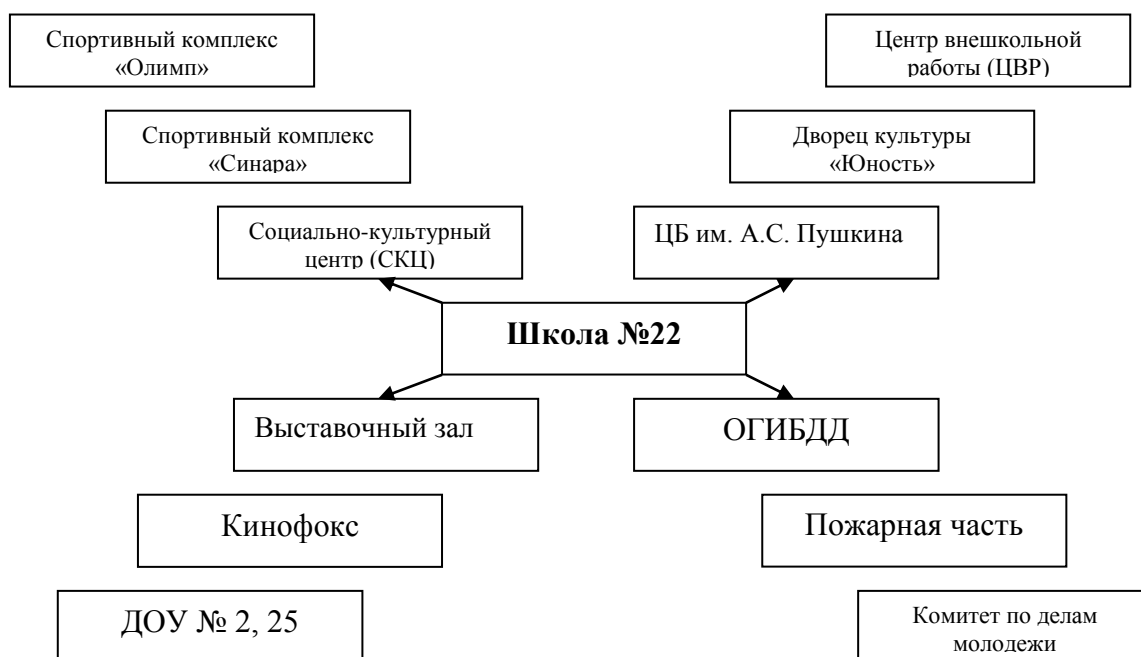 Спортивный комплекс
«Олимп»
Центр внешкольной
работы (ЦВР)
Спортивный комплекс
«Синара»
Дворец культуры
«Юность»
Социально-культурный
центр (СКЦ)
ЦБ им. А.С. Пушкина
Школа №22
Выставочный зал
ОГИБДД
Кинофокс
Пожарная часть
ДОУ № 2, 25
Комитет по делам
молодежи